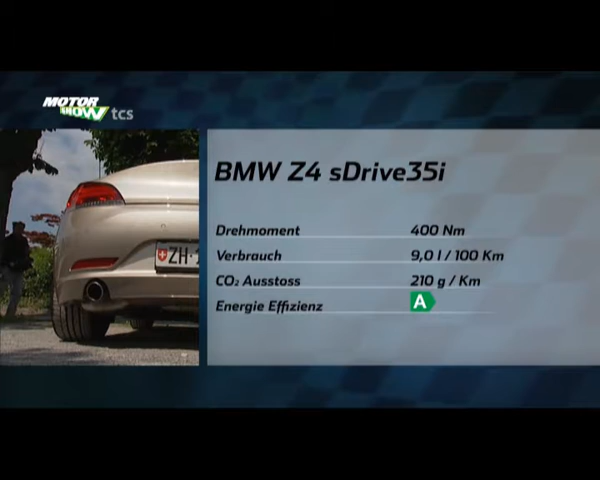 MOTOR
SHOW tcs
BMW Z4 sDrive35i
Drehmoment 400 Nm
Verbrauch 9,0 l / 100 Km
CO₂ Ausstoss 210 g / Km
Energie Effizienz A
ZH·